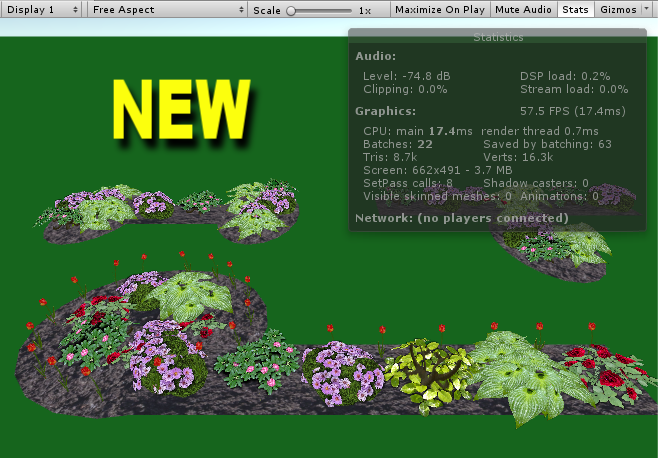 Display 1 Free Aspect Scale 1x Maximize On Play Mute Audio Stats Gizmos
Statistics
Audio:
Level: -74.8 dB DSP load: 0.2%
Clipping: 0.0% Stream load: 0.0%
Graphics: 57.5 FPS (17.4ms)
CPU: main 17.4ms render thread 0.7ms
Batches: 22 Saved by batching: 63
Tris: 8.7k Verts: 16.3k
Screen: 662x491 - 3.7 MB
SetPass calls: 8 Shadow casters: 0
Visible skinned meshes: 0 Animations: 0
Network: (no players connected)
NEW